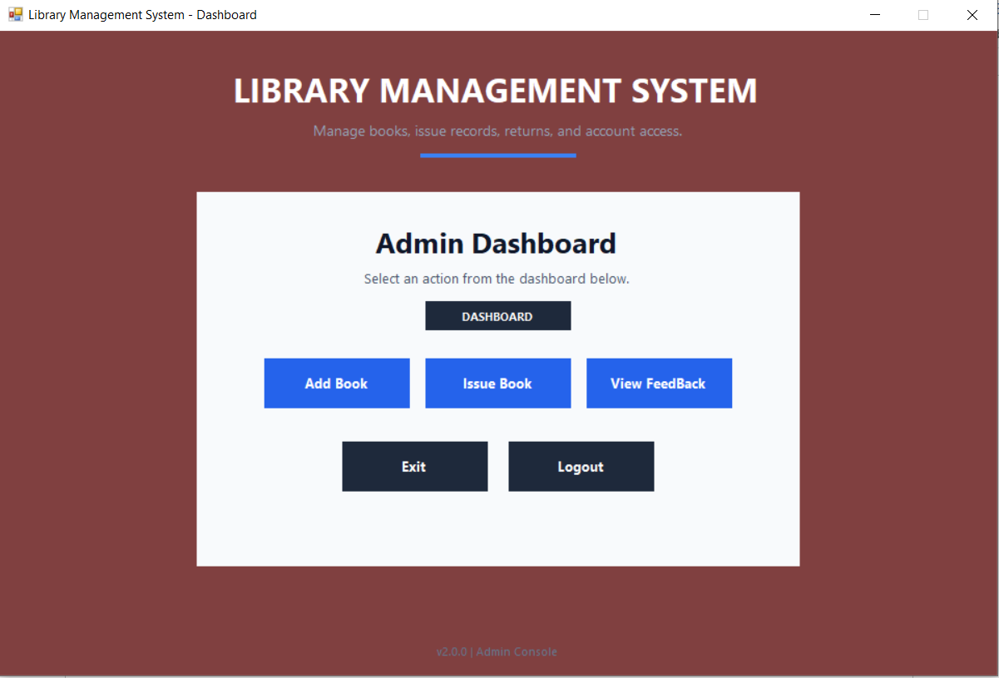 Library Management System - Dashboard
LIBRARY MANAGEMENT SYSTEM
Manage books, issue records, returns, and account access.
Admin Dashboard
Select an action from the dashboard below.
DASHBOARD
Add Book
Issue Book
View FeedBack
Exit
Logout
v2.0.0 | Admin Console